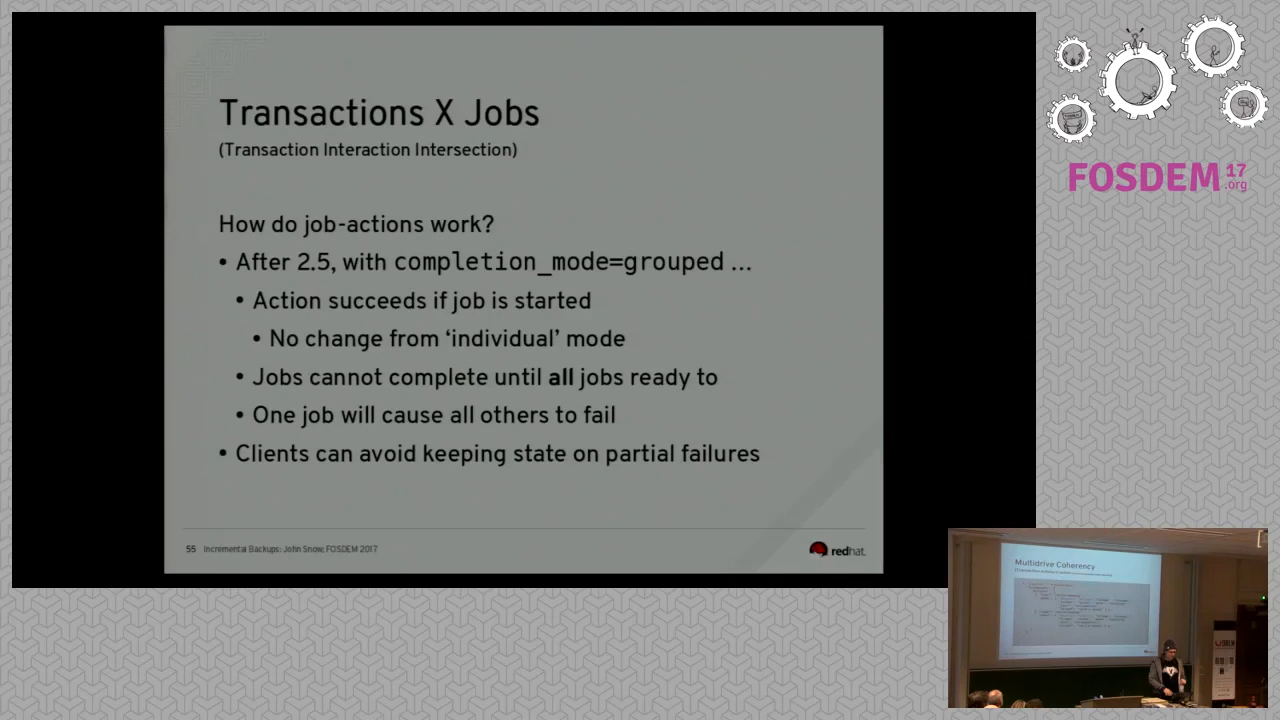 Transactions X Jobs
(Transaction Interaction Intersection)
How do job-actions work?
• After 2.5, with completion_mode=grouped ...
• Action succeeds if job is started
• No change from ‘individual’ mode
• Jobs cannot complete until all jobs ready to
• One job will cause all others to fail
• Clients can avoid keeping state on partial failures
55 Incremental Backups: John Snow, FOSDEM 2017
redhat.
FOSDEM 17
.org
Multidrive Coherency